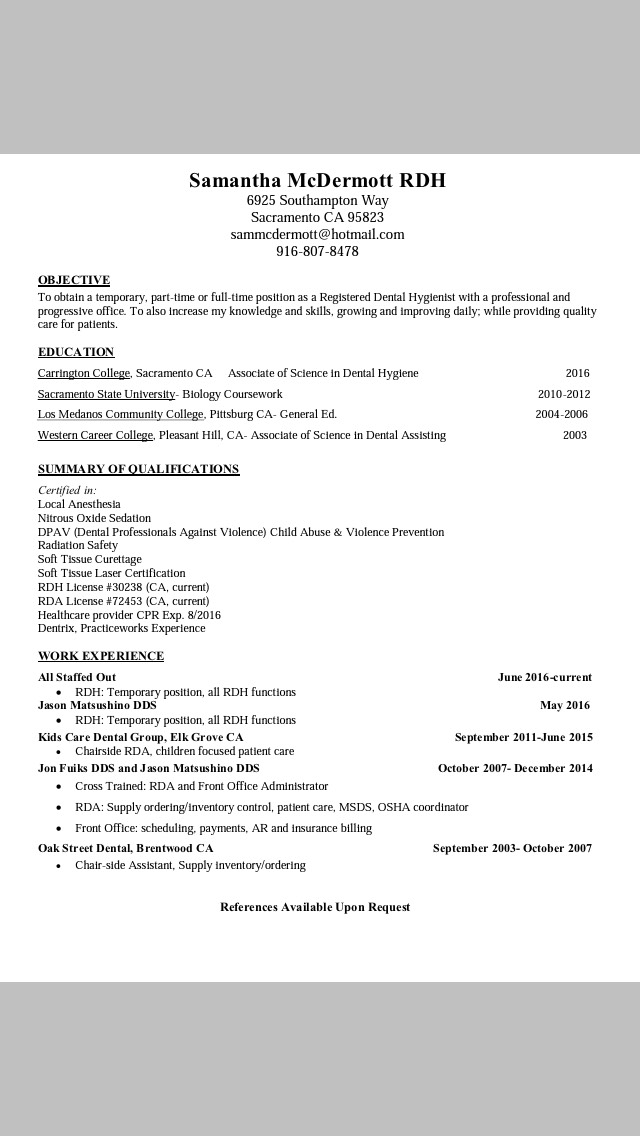 Samantha McDermott RDH
6925 Southampton Way
Sacramento CA 95823
sammcdermott@hotmail.com
916-807-8478
OBJECTIVE
To obtain a temporary, part-time or full-time position as a Registered Dental Hygienist with a professional and
progressive office. To also increase my knowledge and skills, growing and improving daily; while providing quality
care for patients.
EDUCATION
Carrington College, Sacramento CA Associate of Science in Dental Hygiene 2016
Sacramento State University- Biology Coursework 2010-2012
Los Medanos Community College, Pittsburg CA- General Ed. 2004-2006
Western Career College, Pleasant Hill, CA- Associate of Science in Dental Assisting 2003
SUMMARY OF QUALIFICATIONS
Certified in:
Local Anesthesia
Nitrous Oxide Sedation
DPAV (Dental Professionals Against Violence) Child Abuse & Violence Prevention
Radiation Safety
Soft Tissue Curettage
Soft Tissue Laser Certification
RDH License #30238 (CA, current)
RDA License #72453 (CA, current)
Healthcare provider CPR Exp. 8/2016
Dentrix, Practiceworks Experience
WORK EXPERIENCE
All Staffed Out June 2016-current
• RDH: Temporary position, all RDH functions
Jason Matsushino DDS May 2016
• RDH: Temporary position, all RDH functions
Kids Care Dental Group, Elk Grove CA September 2011-June 2015
• Chairside RDA, children focused patient care
Jon Fuiks DDS and Jason Matsushino DDS October 2007- December 2014
• Cross Trained: RDA and Front Office Administrator
• RDA: Supply ordering/inventory control, patient care, MSDS, OSHA coordinator
• Front Office: scheduling, payments, AR and insurance billing
Oak Street Dental, Brentwood CA September 2003- October 2007
• Chair-side Assistant, Supply inventory/ordering
References Available Upon Request